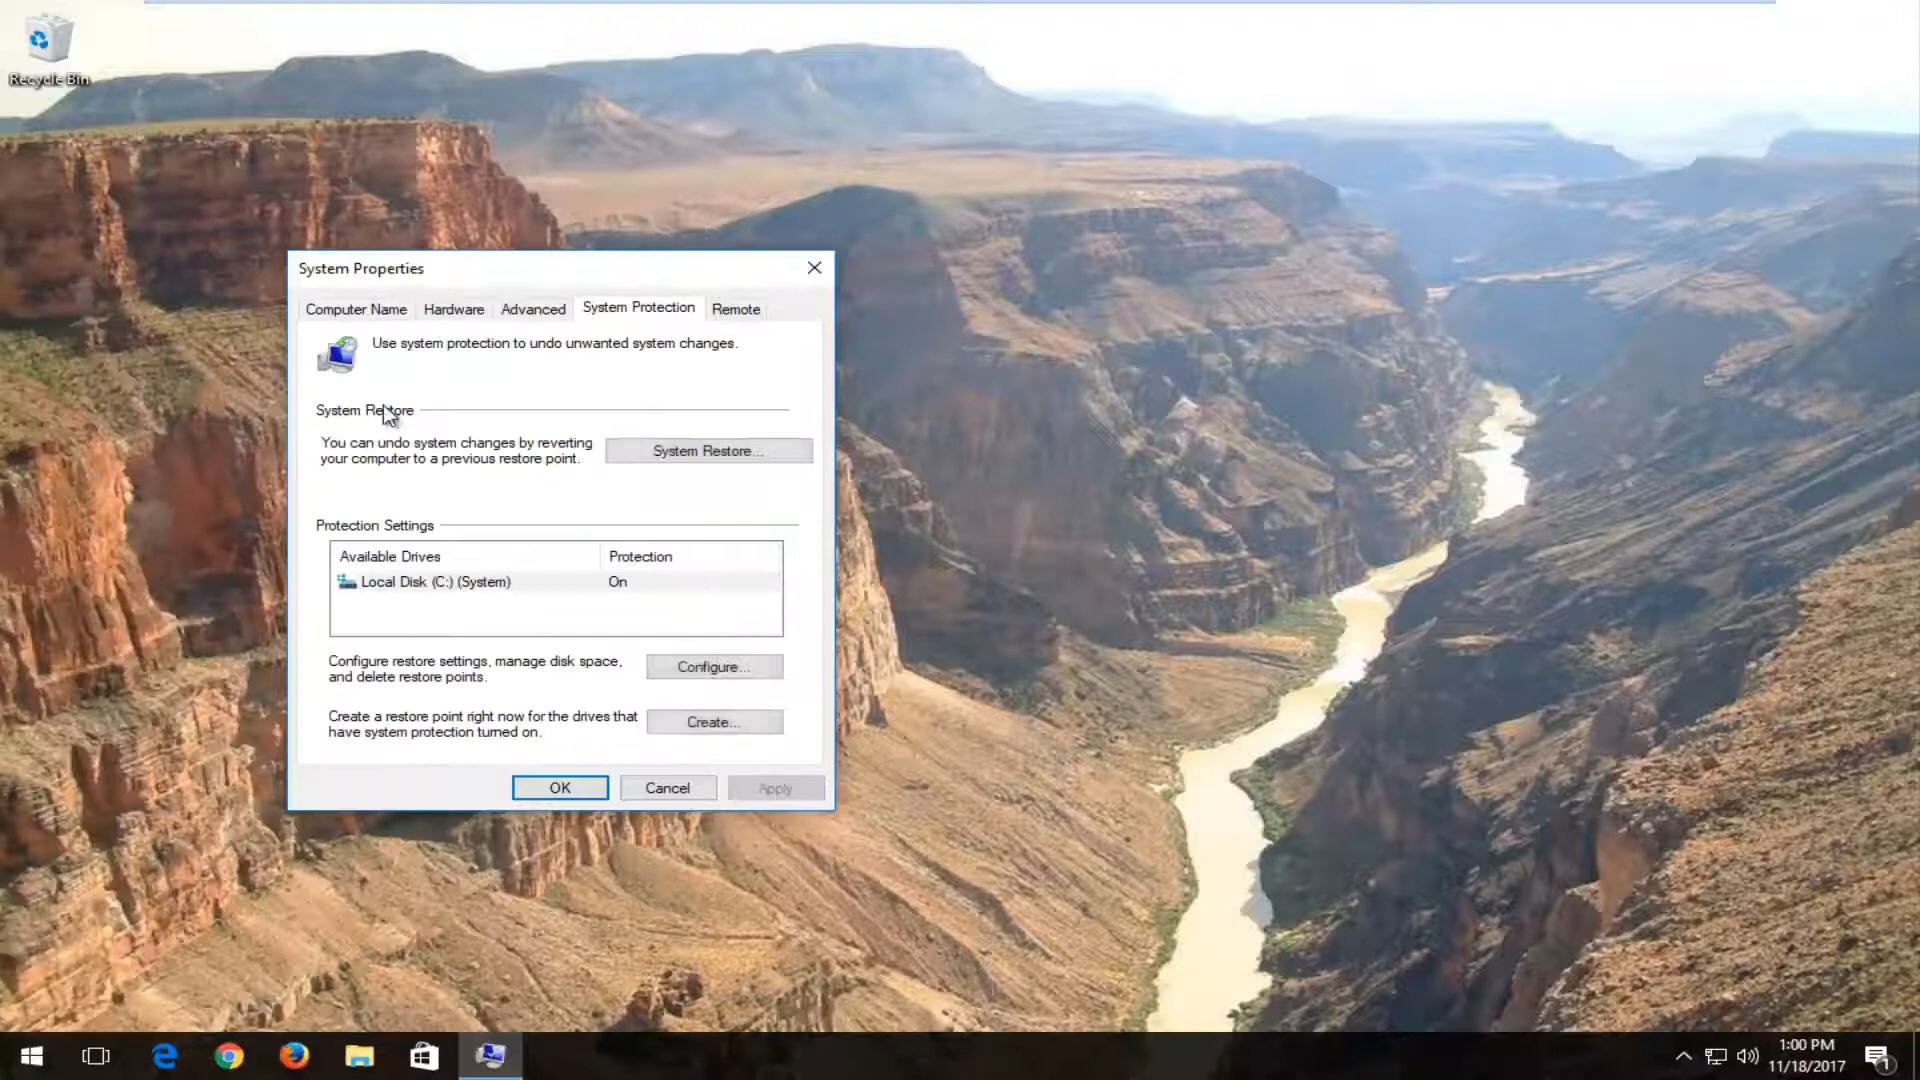 Recycle Bin
System Properties
Computer Name
Hardware
Advanced
System Protection
Remote
Use system protection to undo unwanted system changes.
System Restore
You can undo system changes by reverting
your computer to a previous restore point.
System Restore...
Protection Settings
Available Drives
Protection
Local Disk (C:) (System)
On
Configure restore settings, manage disk space,
and delete restore points.
Configure...
Create a restore point right now for the drives that
have system protection turned on.
Create...
OK
Cancel
Apply
1:00 PM
11/18/2017
1